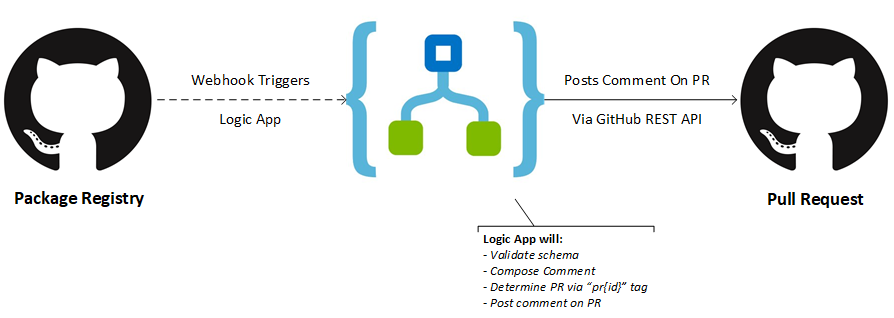 Webhook Triggers
Logic App
Posts Comment On PR
Via GitHub REST API
Package Registry
Pull Request
Logic App will:
- Validate schema
- Compose Comment
- Determine PR via “pr{id}” tag
- Post comment on PR